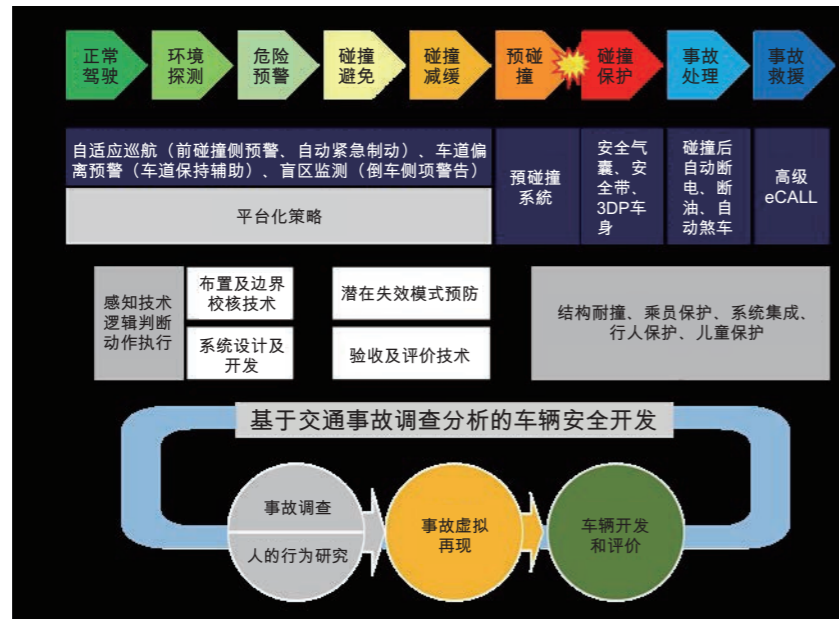 正常
驾驶
环境
探测
危险
预警
碰撞
避免
碰撞
减缓
预碰
撞
碰撞
保护
事故
处理
事故
救援
自适应巡航（前碰撞侧预警、自动紧急制动）、车道偏
离预警（车道保持辅助）、盲区监测（倒车侧项警告）
平台化策略
預碰撞
系統
安全气
囊、安
全带、
3DP车
身
碰撞后
自动断
电、断
油、自
动煞车
高级
eCALL
感知技术
逻辑判断
动作执行
布置及边界
校核技术
系统设计及
开发
潜在失效模式预防
验收及评价技术
结构耐撞、乘员保护、系统集成、
行人保护、儿童保护
基于交通事故调查分析的车辆安全开发
事故调查
人的行为研究
事故虚拟
再现
车辆开发
和评价